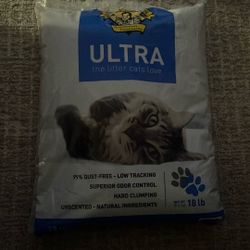 ULTRA
the litter cats love
99% DUST-FREE • LOW TRACKING
SUPERIOR ODOR CONTROL
HARD CLUMPING
UNSCENTED • NATURAL INGREDIENTS
18 lb